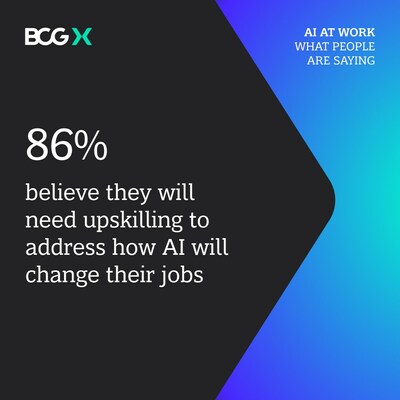 BCG X
AI AT WORK
WHAT PEOPLE
ARE SAYING
86%
believe they will
need upskilling to
address how AI will
change their jobs